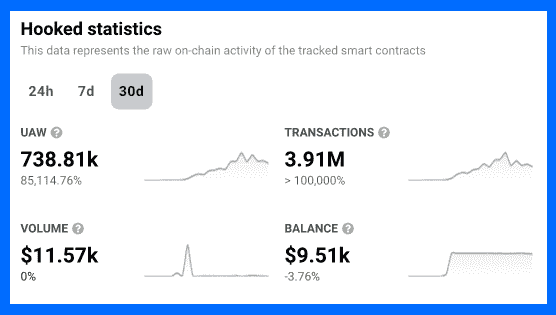 Hooked statistics
This data represents the raw on-chain activity of the tracked smart contracts
24h 7d 30d
UAW ?
738.81k
85,114.76%
TRANSACTIONS ?
3.91M
> 100,000%
VOLUME ?
$11.57k
0%
BALANCE ?
$9.51k
-3.76%